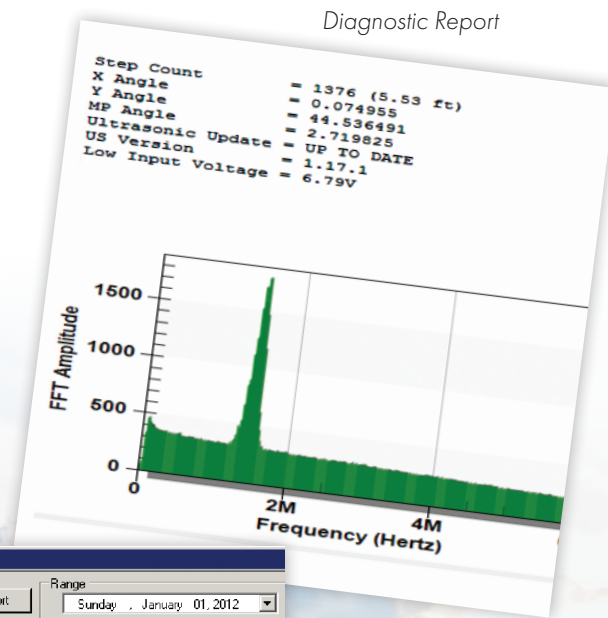 Diagnostic Report
Step Count = 1376 (5.53 ft)
X Angle = 0.074955
Y Angle = 44.536491
MP Angle = 2.719825
Ultrasonic Update = UP TO DATE
US Version = 1.17.1
Low Input Voltage = 6.79V
1500
1000
500
0
FFT Amplitude
0
2M
4M
Frequency (Hertz)
Range
Sunday , January 01, 2012